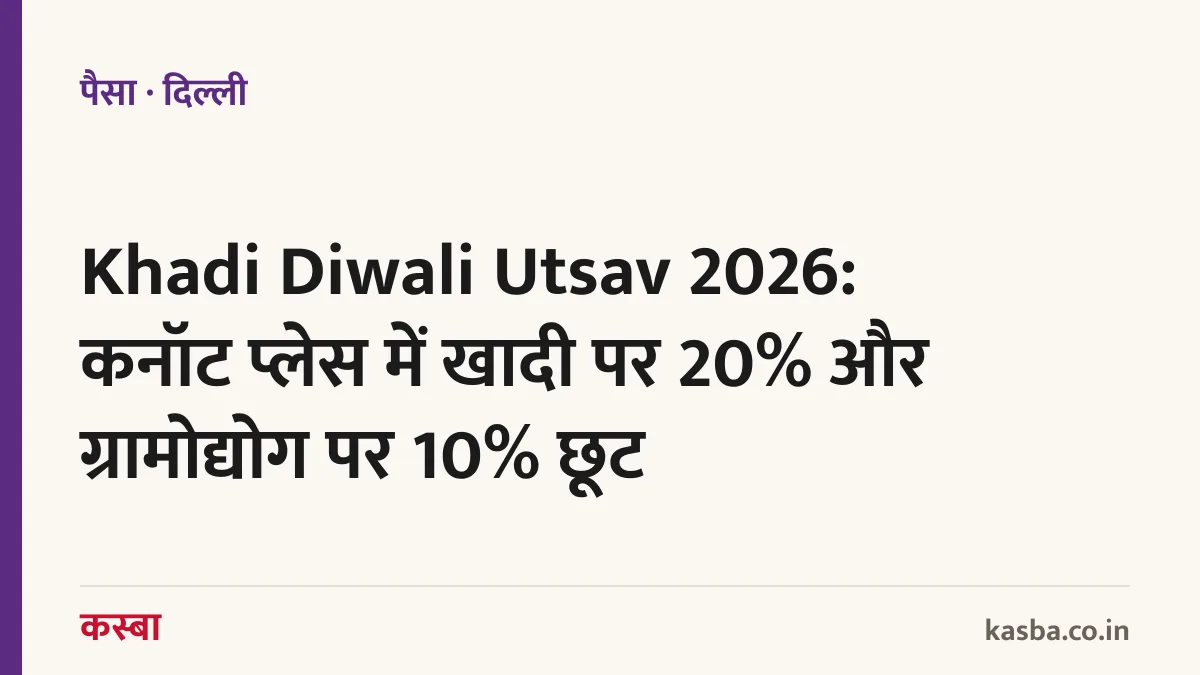 पैसा · दिल्ली
Khadi Diwali Utsav 2026:
कनॉट प्लेस में खादी पर 20% और
ग्रामोद्योग पर 10% छूट
कस्बा
kasba.co.in